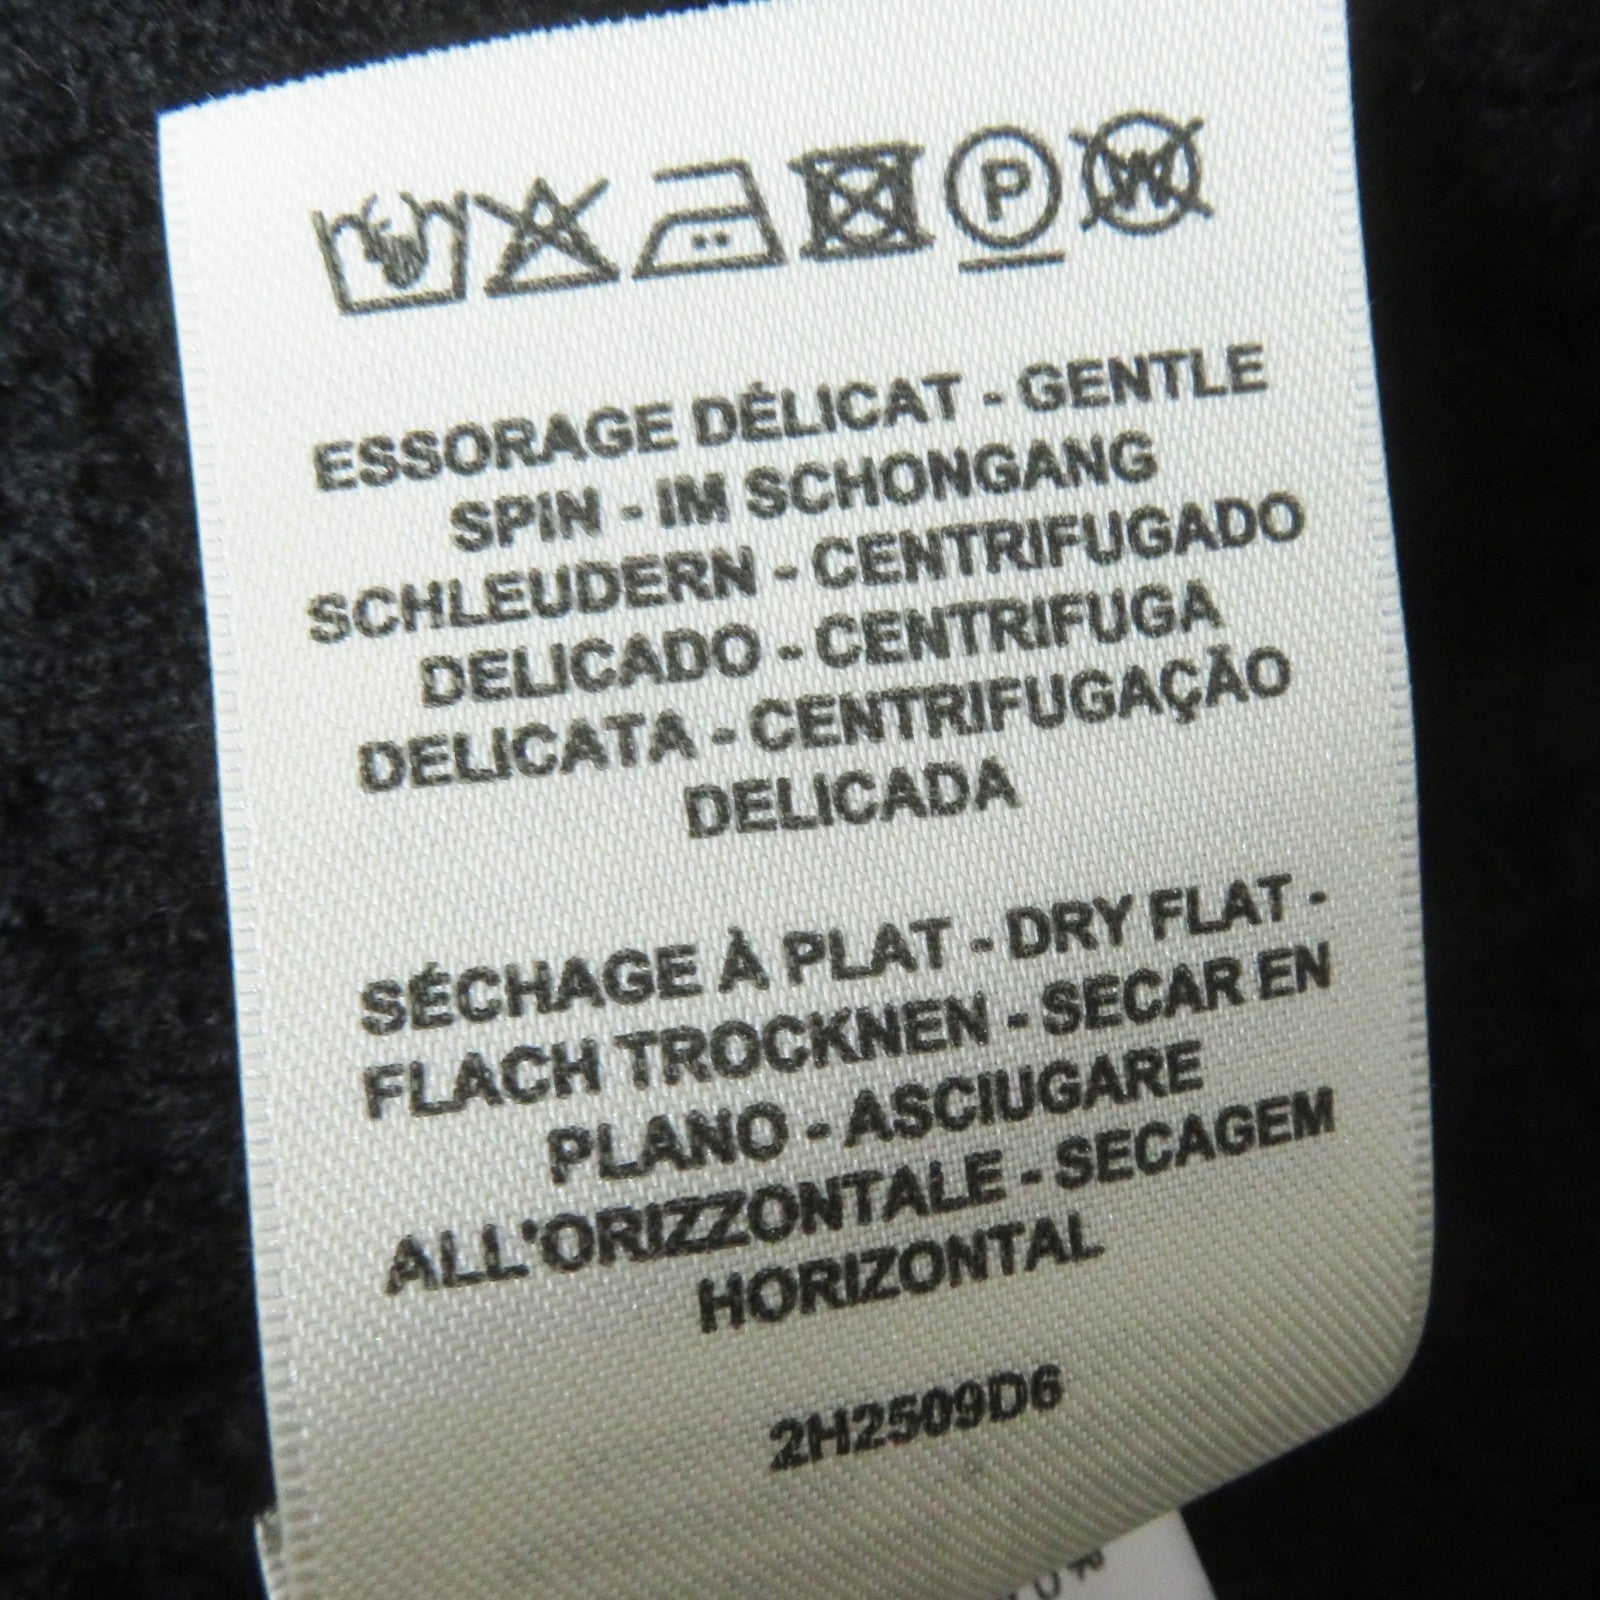 P W
ESSORAGE DÉLICAT - GENTLE
SPIN - IM SCHONGANG
SCHLEUDERN - CENTRIFUGADO
DELICADO - CENTRIFUGA
DELICATA - CENTRIFUGAÇÃO
DELICADA
SÉCHAGE À PLAT - DRY FLAT -
FLACH TROCKNEN - SECAR EN
PLANO - ASCIUGARE
ALL'ORIZZONTALE - SECAGEM
HORIZONTAL
2H2509D6